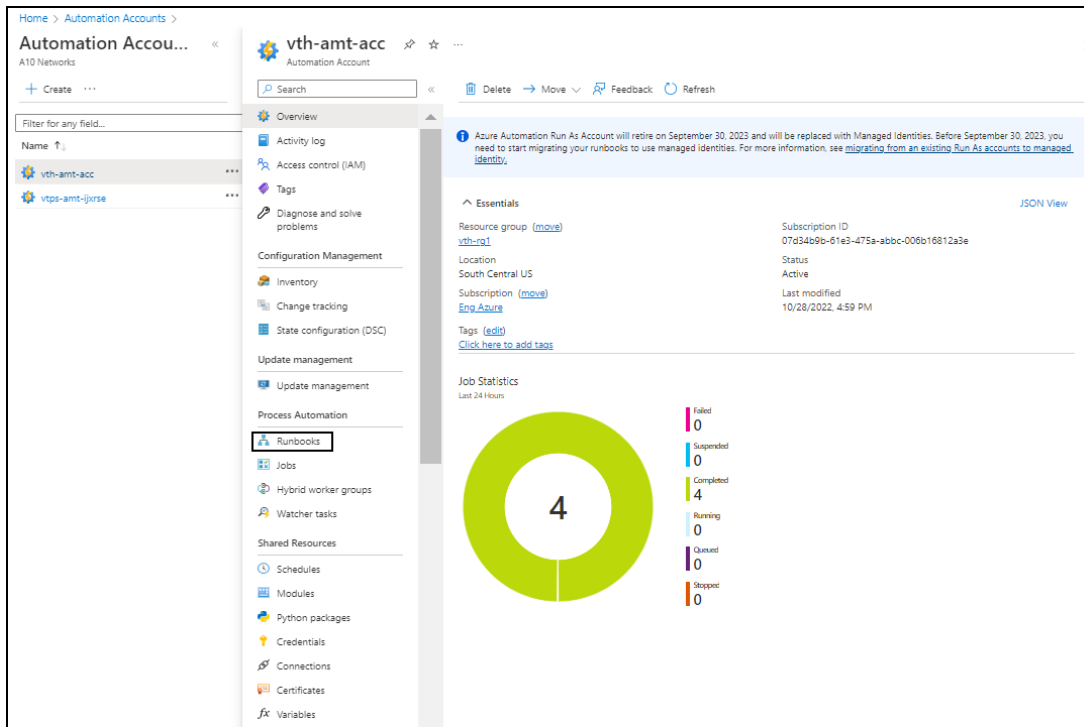 Home > Automation Accounts >
Automation Accou... «
A10 Networks
+ Create ...
Filter for any field...
Name ↑↓
vth-amt-acc ...
vtps-amt-ijxrse ...
vth-amt-acc ...
Automation Account
Search «
Overview
Activity log
Access control (IAM)
Tags
Diagnose and solve
problems
Configuration Management
Inventory
Change tracking
State configuration (DSC)
Update management
Update management
Process Automation
Runbooks
Jobs
Hybrid worker groups
Watcher tasks
Shared Resources
Schedules
Modules
Python packages
Credentials
Connections
Certificates
fx Variables
Delete → Move Feedback Refresh
Azure Automation Run As Account will retire on September 30, 2023 and will be replaced with Managed Identities. Before September 30, 2023, you
need to start migrating your runbooks to use managed identities. For more information, see migrating from an existing Run As accounts to managed
identity.
Essentials JSON View
Resource group (move)
vth-rg1
Location
South Central US
Subscription (move)
Eng Azure
Tags (edit)
Click here to add tags
Subscription ID
07d34b9b-61e3-475a-abbc-006b16812a3e
Status
Active
Last modified
10/28/2022, 4:59 PM
Job Statistics
Last 24 Hours
4
Failed
0
Suspended
0
Completed
4
Running
0
Queued
0
Stopped
0